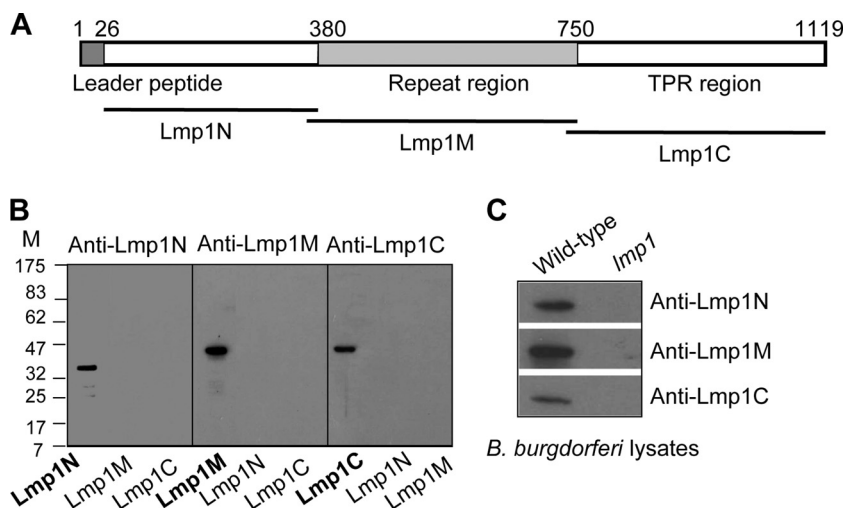 A
1 26 380 750 1119
Leader peptide Repeat region TPR region
Lmp1N
Lmp1M
Lmp1C
B
M Anti-Lmp1N Anti-Lmp1M Anti-Lmp1C
175
83
62
47
32
25
17
7
Lmp1N Lmp1M Lmp1C Lmp1M Lmp1N Lmp1C Lmp1C Lmp1N Lmp1M
C
Wild-type lmp1
Anti-Lmp1N
Anti-Lmp1M
Anti-Lmp1C
B. burgdorferi lysates